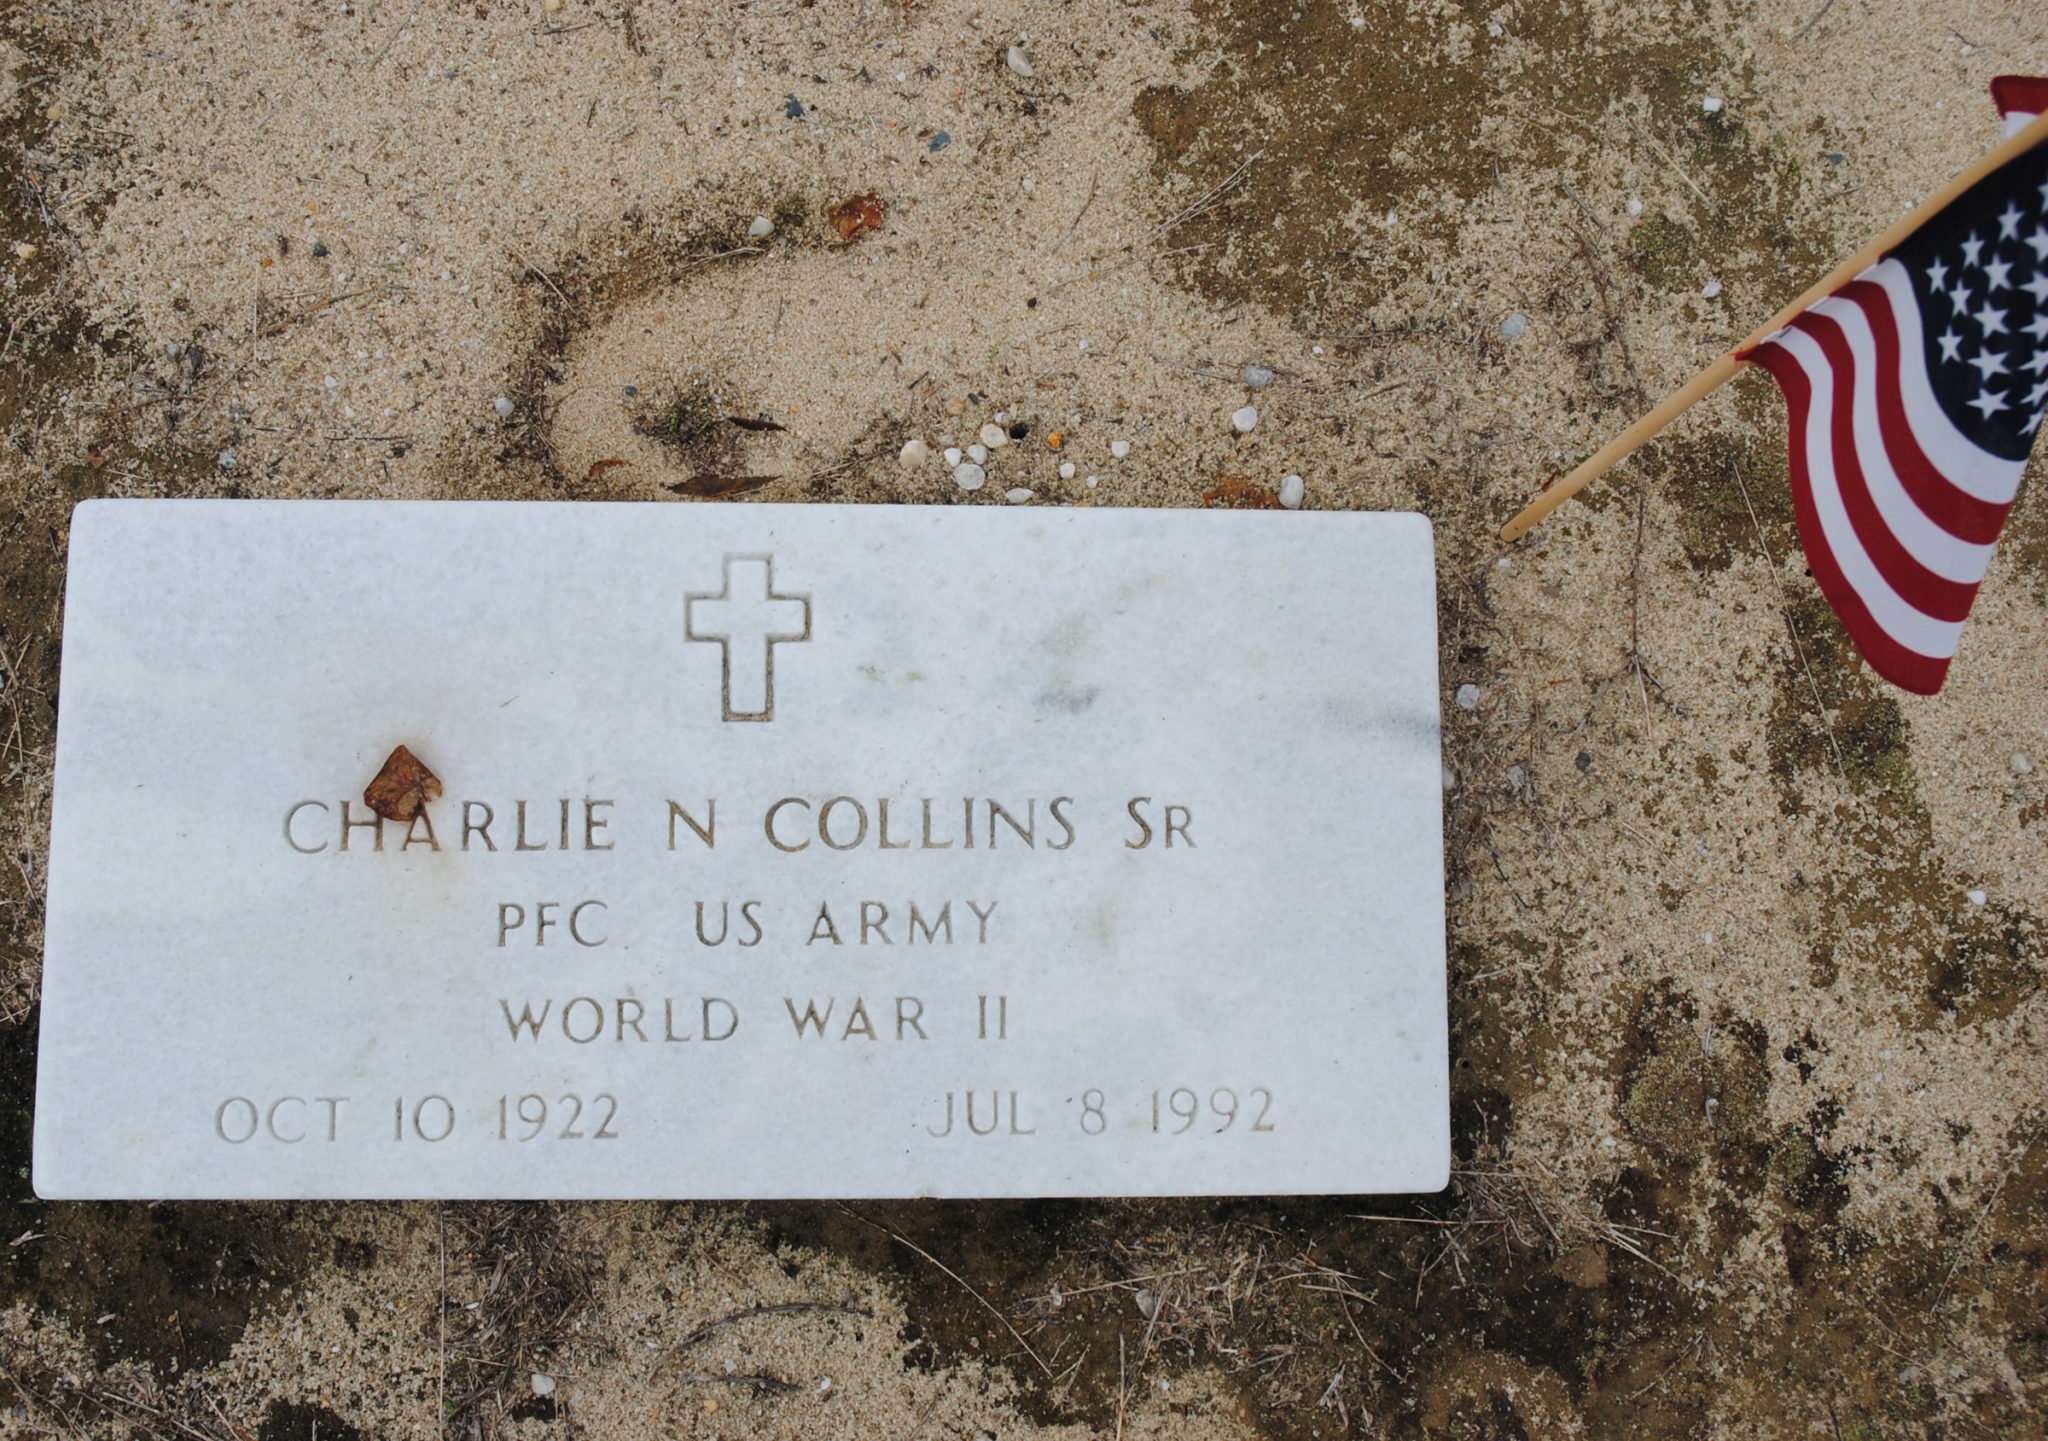 CHARLIE N COLLINS SR
PFC US ARMY
WORLD WAR II
OCT 10 1922 JUL 8 1992